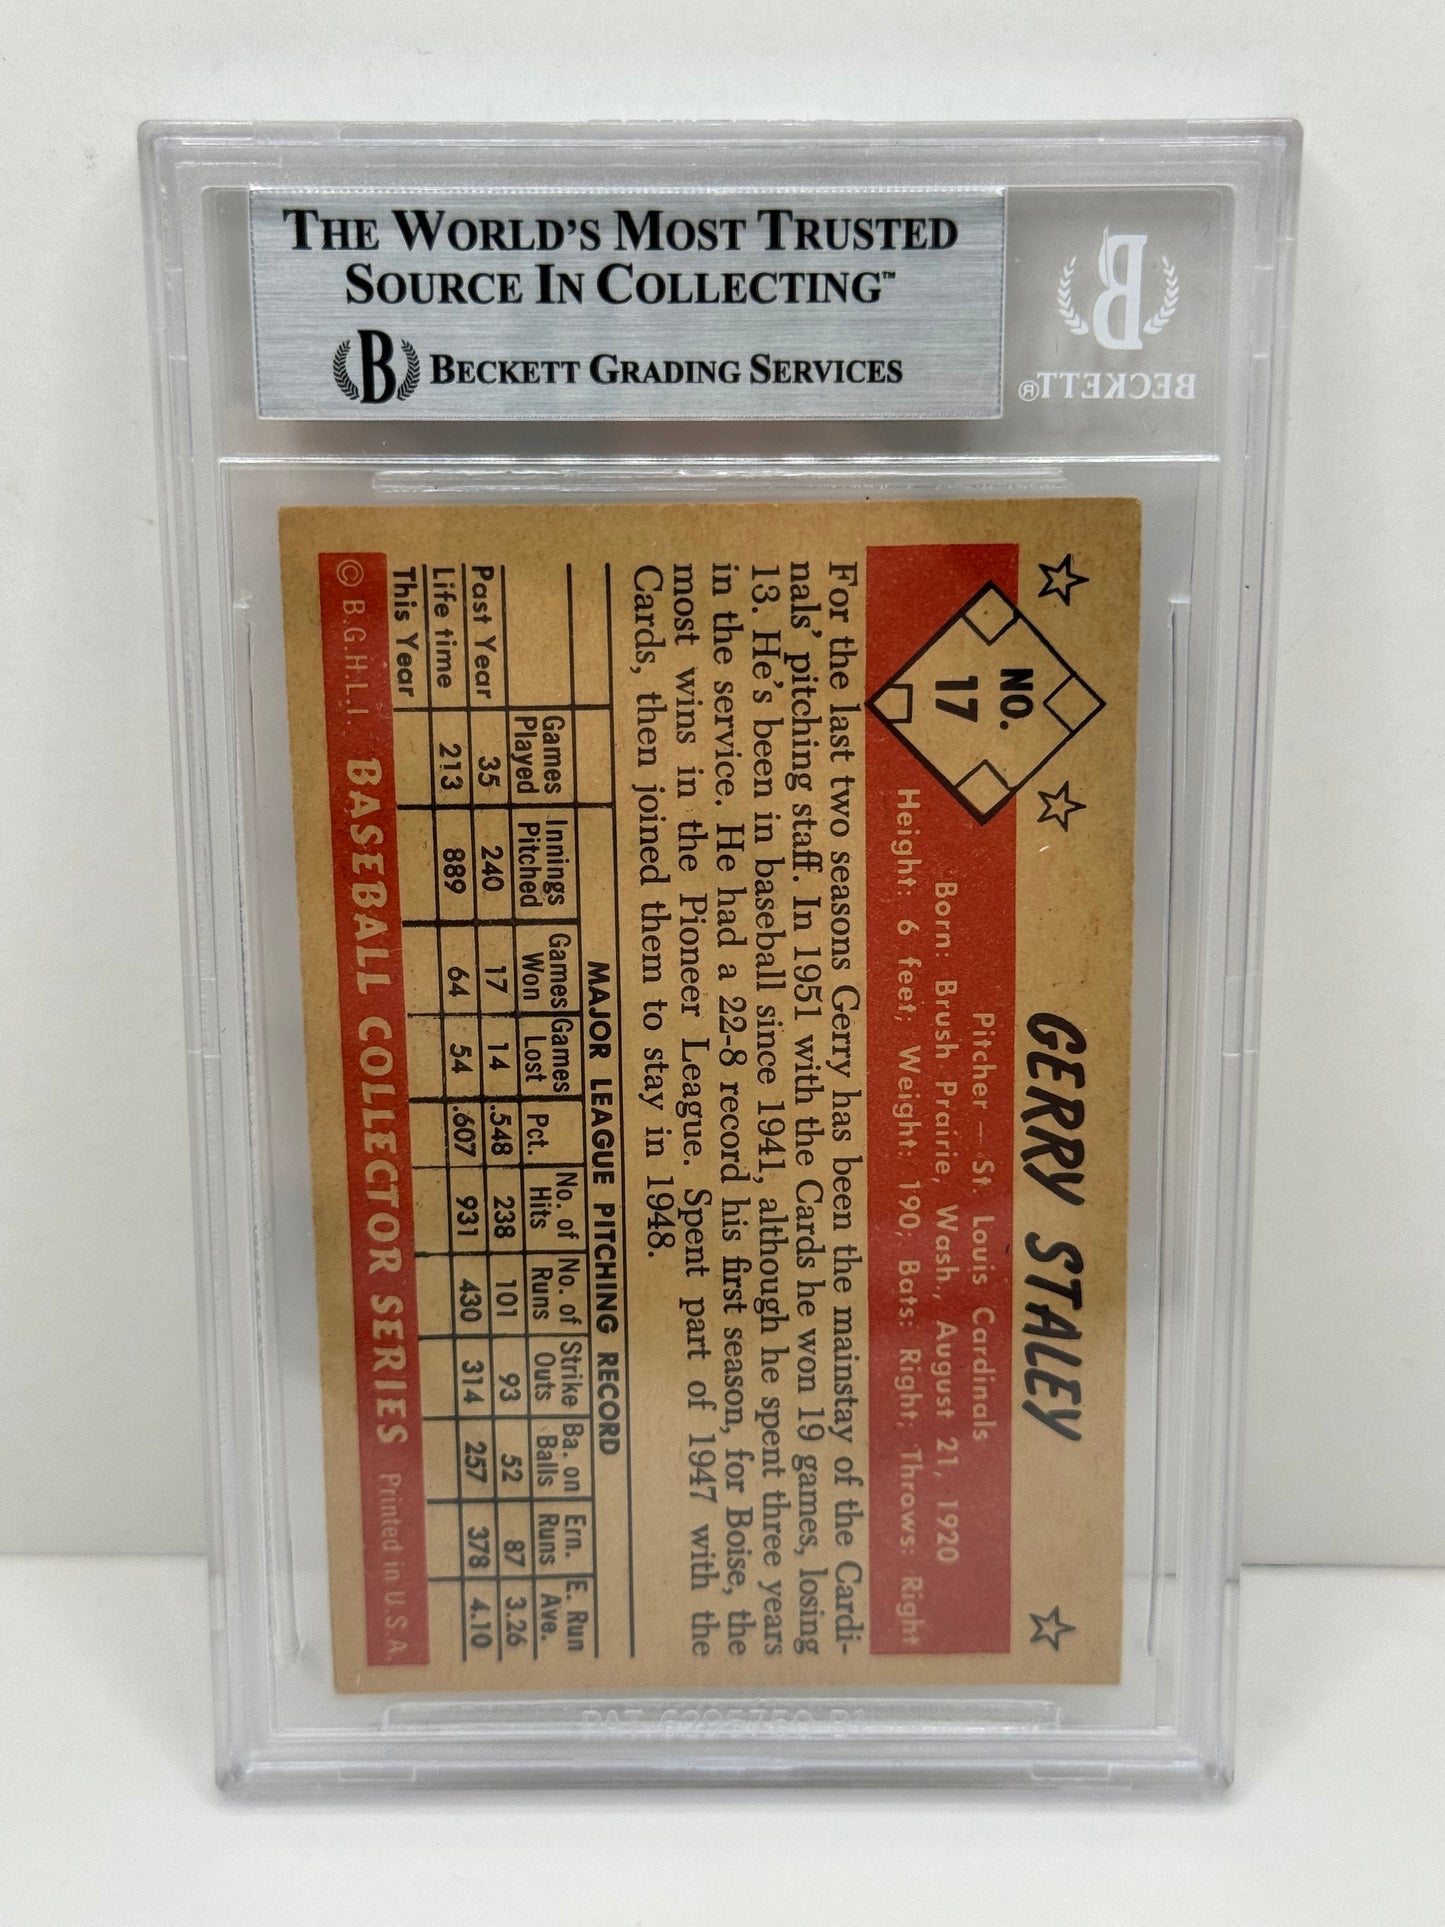 THE WORLD'S MOST TRUSTED
SOURCE IN COLLECTING™
B BECKETT GRADING SERVICES
B
BECKETT®
GERRY STALEY
NO.
17
Pitcher — St. Louis Cardinals
Born: Brush Prairie, Wash., August 21, 1920
Height: 6 feet; Weight: 190; Bats: Right; Throws: Right
For the last two seasons Gerry has been the mainstay of the Cardi-
nals' pitching staff. In 1951 with the Cards he won 19 games, losing
13. He's been in baseball since 1941, although he spent three years
in the service. He had a 22-8 record his first season, for Boise, the
most wins in the Pioneer League. Spent part of 1947 with the
Cards, then joined them to stay in 1948.
MAJOR LEAGUE PITCHING RECORD
Games Played Innings Pitched Games Won Games Lost Pct. No. of Hits No. of Runs Strike Outs Ba. on Balls Ern. Runs E. Run Ave.
Past Year 35 240 17 14 .548 238 101 93 52 87 3.26
Life time 213 889 64 54 .607 931 430 314 257 378 4.10
This Year
© B.G.H.L.I. BASEBALL COLLECTOR SERIES Printed in U.S.A.
PAT. 6295750 B1